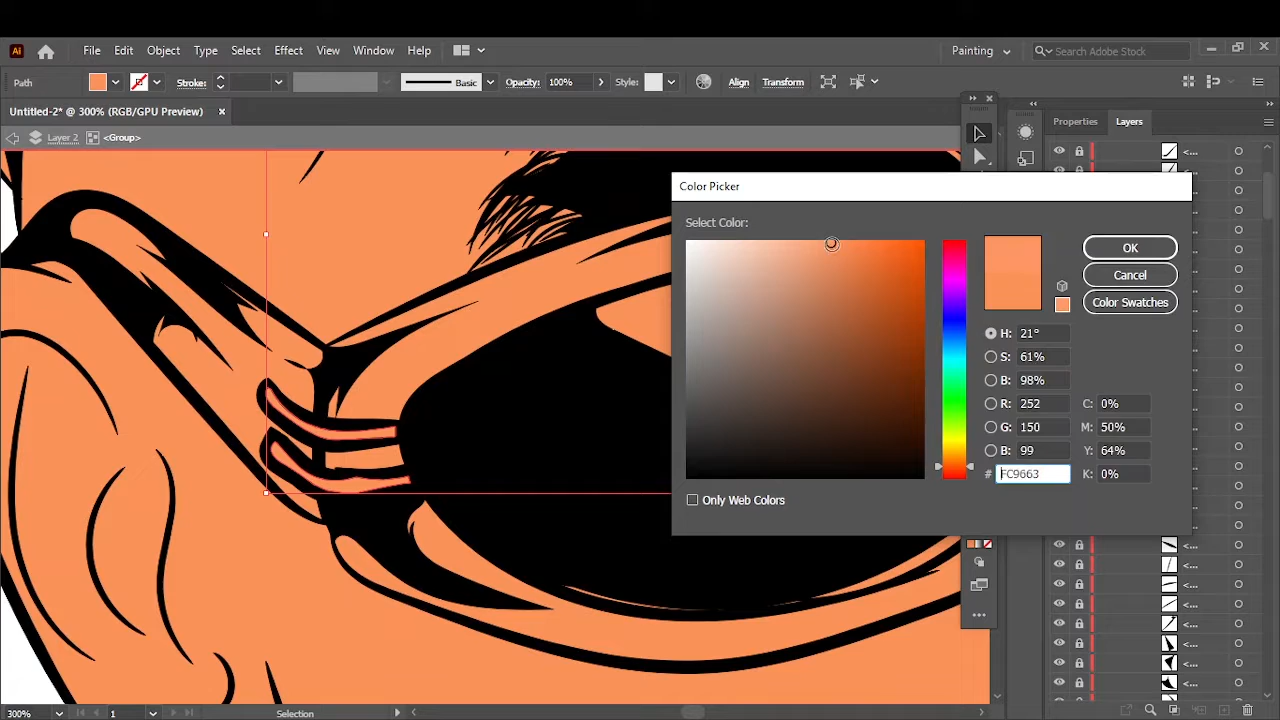 Ai File Edit Object Type Select Effect View Window Help Painting Search Adobe Stock
Path Stroke: Basic Opacity: 100% Style: Align Transform
Untitled-2* @ 300% (RGB/GPU Preview)
Layer 2 <Group> Properties Layers
<...
Color Picker
Select Color:
OK
Cancel
Color Swatches
H: 21°
S: 61%
B: 98%
R: 252 C: 0%
G: 150 M: 50%
B: 99 Y: 64%
# FC9663 K: 0%
Only Web Colors
<...
<...
<...
<...
<...
<...
<...
<...
300% 1 Selection